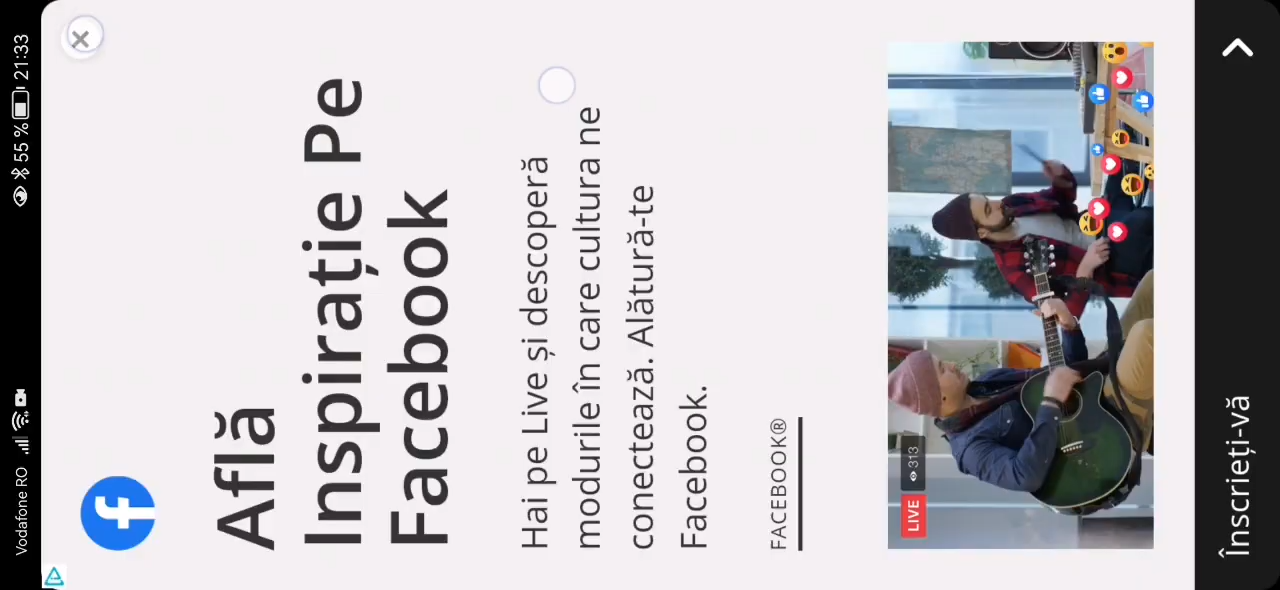 Vodafone RO
55 %
21:33
Află
Inspirație Pe
Facebook
Hai pe Live și descoperă
modurile în care cultura ne
conectează. Alătură-te
Facebook.
FACEBOOK®
LIVE
313
Înscrieți-vă